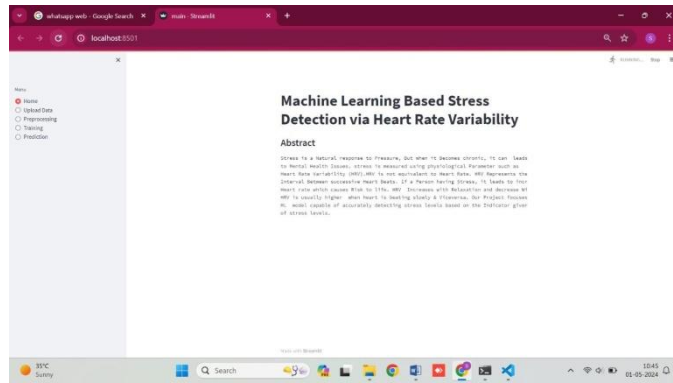 whatsapp web - Google Search
main · Streamlit
localhost:8501
Stop
Menu
Home
Upload Data
Preprocessing
Training
Prediction
Machine Learning Based Stress
Detection via Heart Rate Variability
Abstract
Stress is a Natural response to Pressure, But when it Becomes chronic, it can leads
to Mental Health Issues, stress is measured using physiological Parameter such as
Heart Rate Variability (HRV).HRV is not equivalent to Heart Rate. HRV Represents the
Interval Between successive Heart Beats. If a Person having Stress, it leads to incr
Heart rate which causes Risk to life. HRV Increases with Relaxation and decrease Wi
HRV is usually higher when heart is beating slowly & Viceversa. Our Project focuses
ML model capable of accurately detecting stress levels based on the Indicator giver
of stress levels.
Made with Streamlit
35°C
Sunny
Search
10:45
01-05-2024